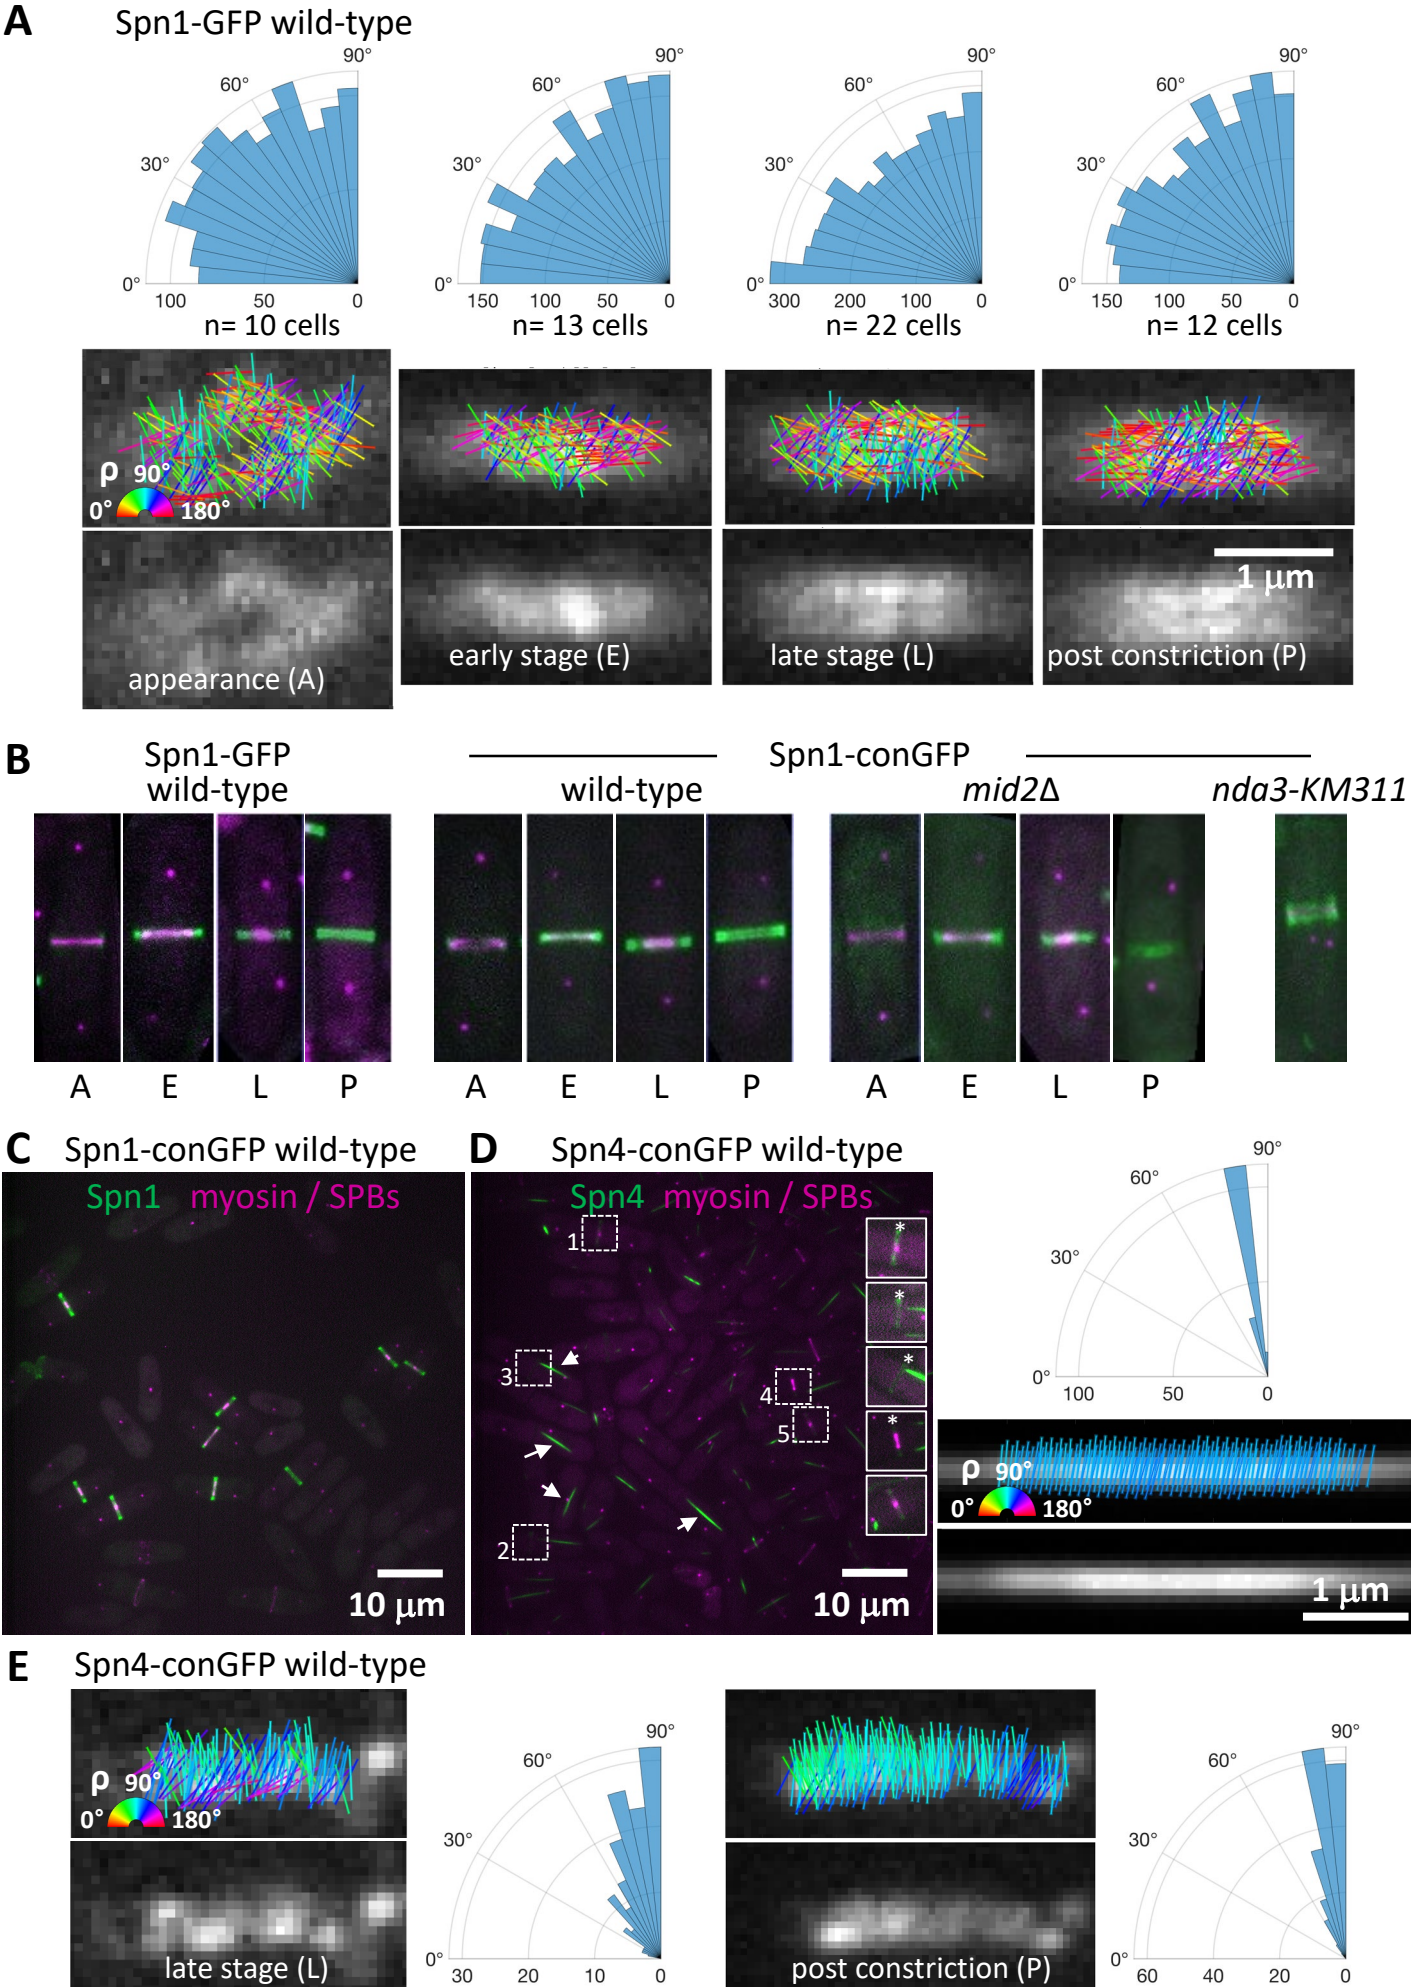 A Spn1-GFP wild-type
90° 90° 90° 90°
60° 60° 60° 60°
30° 30° 30° 30°
0° 0° 0° 0°
100 50 0 150 100 50 0 300 200 100 0 150 100 50 0
n= 10 cells n= 13 cells n= 22 cells n= 12 cells
ρ 90°
0° 180°
1 μm
appearance (A) early stage (E) late stage (L) post constriction (P)
B Spn1-GFP Spn1-conGFP
wild-type wild-type mid2Δ nda3-KM311
A E L P A E L P A E L P
C Spn1-conGFP wild-type
Spn1 myosin / SPBs
10 μm
D Spn4-conGFP wild-type
Spn4 myosin / SPBs
1
*
*
3
*
4
*
5
2
10 μm
90°
60°
30°
0°
100 50 0
ρ 90°
0° 180°
1 μm
E Spn4-conGFP wild-type
ρ 90°
0° 180°
late stage (L)
90°
60°
30°
0°
30 20 10 0
post constriction (P)
90°
60°
30°
0°
60 40 20 0